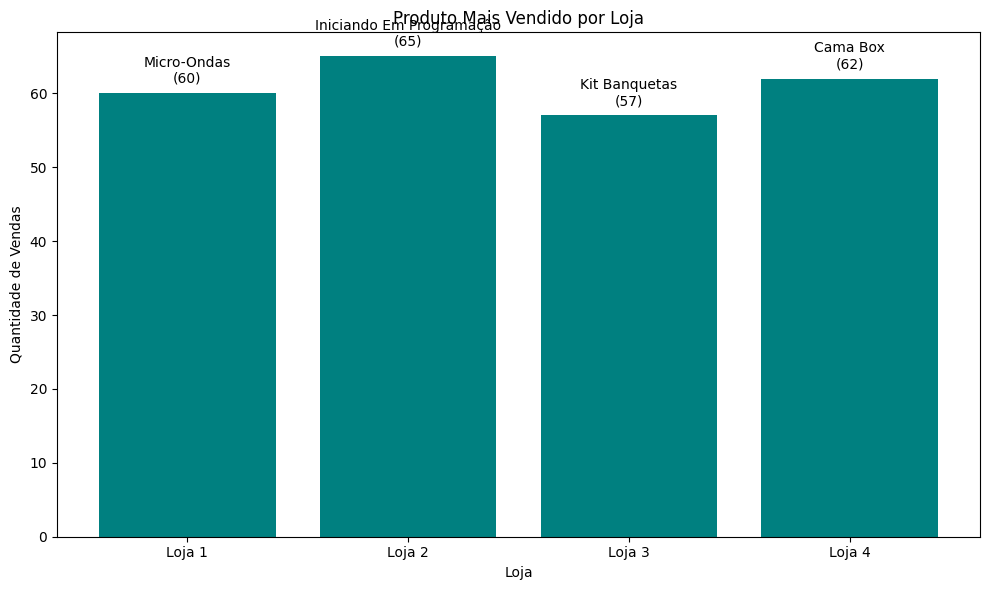 Produto Mais Vendido por Loja
Iniciando Em Programação
(65)
Micro-Ondas
(60)
Kit Banquetas
(57)
Cama Box
(62)
Quantidade de Vendas
60
50
40
30
20
10
0
Loja 1
Loja 2
Loja 3
Loja 4
Loja